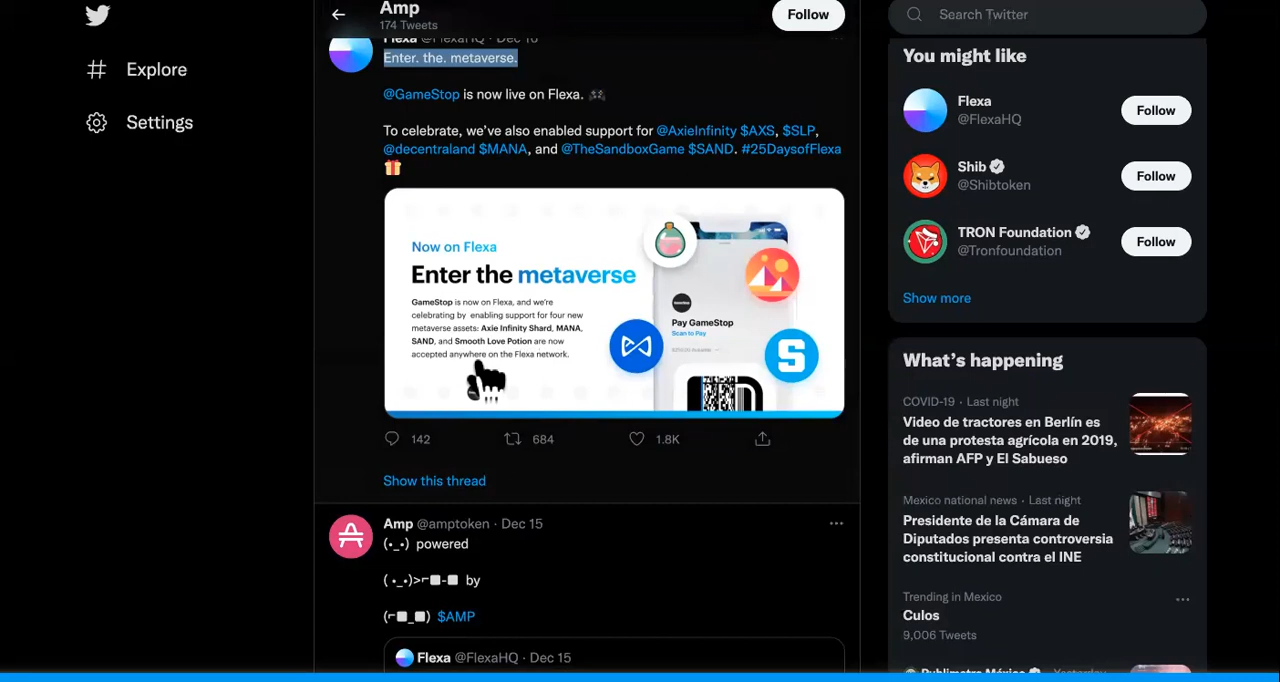 Explore
Settings
Amp
174 Tweets
Follow
Flexa @FlexaHQ · Dec 16
Enter. the. metaverse.
@GameStop is now live on Flexa. 🎮
To celebrate, we've also enabled support for @AxieInfinity $AXS, $SLP,
@decentraland $MANA, and @TheSandboxGame $SAND. #25DaysofFlexa
🎁
Now on Flexa
Enter the metaverse
GameStop is now on Flexa, and we're
celebrating by enabling support for four new
metaverse assets: Axie Infinity Shard, MANA,
SAND, and Smooth Love Potion are now
accepted anywhere on the Flexa network.
Pay GameStop
Scan to Pay
S
142
684
1.8K
Show this thread
Amp @amptoken · Dec 15
(•_•) powered
( •_•)>⌐■-■ by
(⌐■_■) $AMP
Flexa @FlexaHQ · Dec 15
Search Twitter
You might like
Flexa
@FlexaHQ
Follow
Shib
@Shibtoken
Follow
TRON Foundation
@Tronfoundation
Follow
Show more
What's happening
COVID-19 · Last night
Video de tractores en Berlín es
de una protesta agrícola en 2019,
afirman AFP y El Sabueso
Mexico national news · Last night
Presidente de la Cámara de
Diputados presenta controversia
constitucional contra el INE
Trending in Mexico
Culos
9,006 Tweets
Publimetro México · Yesterday